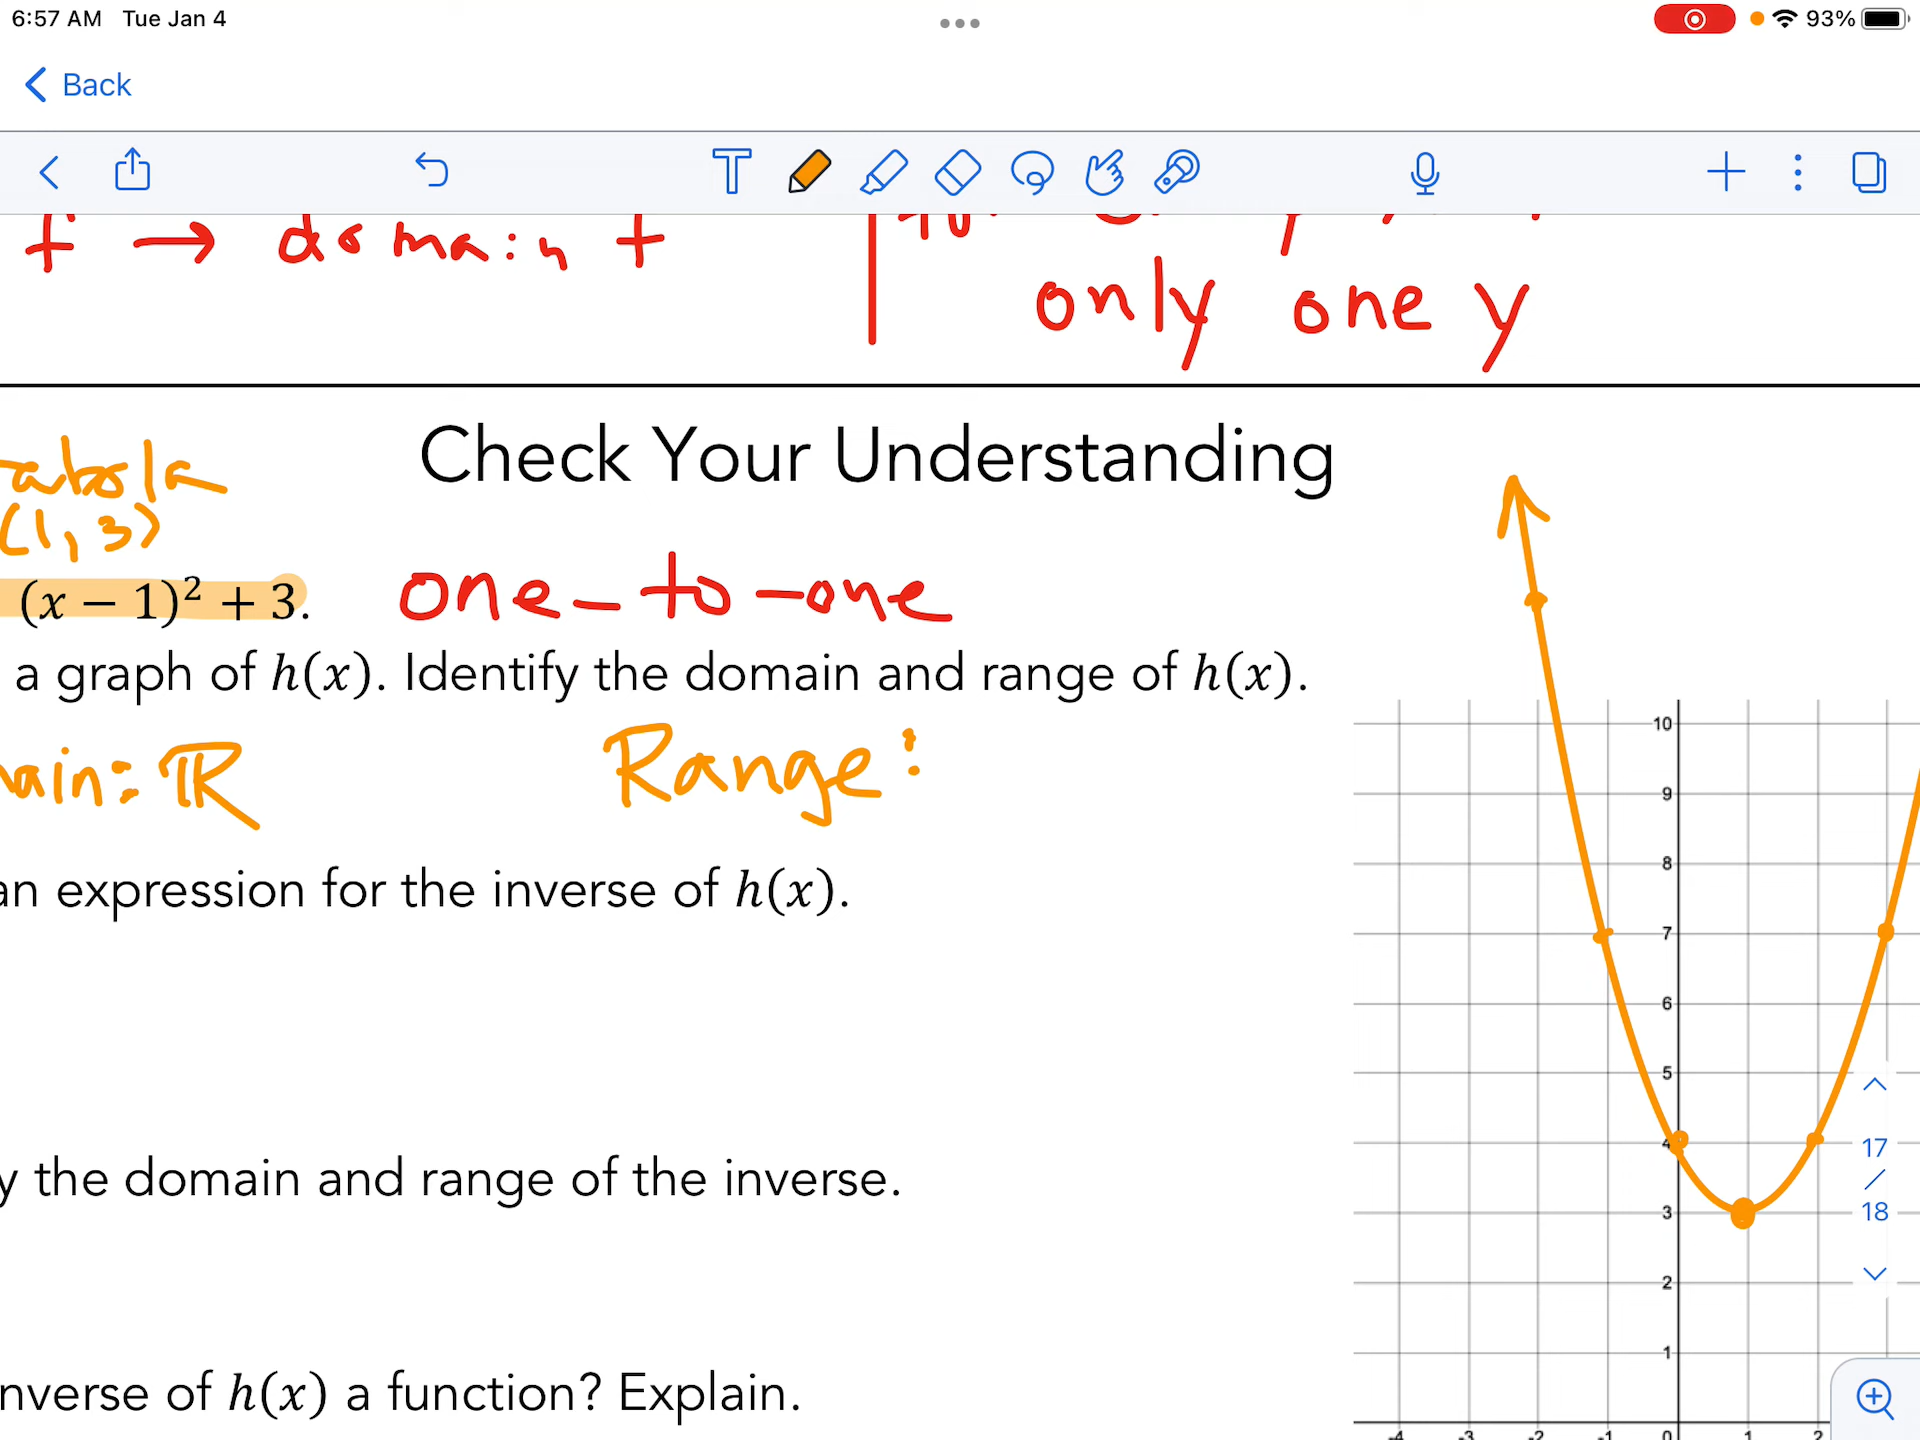 6:57 AM Tue Jan 4
93%
Back
f → domain f
only one y
Check Your Understanding
(1, 3)
(x − 1)² + 3.
one-to-one
a graph of h(x). Identify the domain and range of h(x).
main: ℝ
Range:
an expression for the inverse of h(x).
y the domain and range of the inverse.
nverse of h(x) a function? Explain.
10
9
8
7
6
5
4
3
2
1
-4 -3 -2 -1 0 1 2
17
/
18